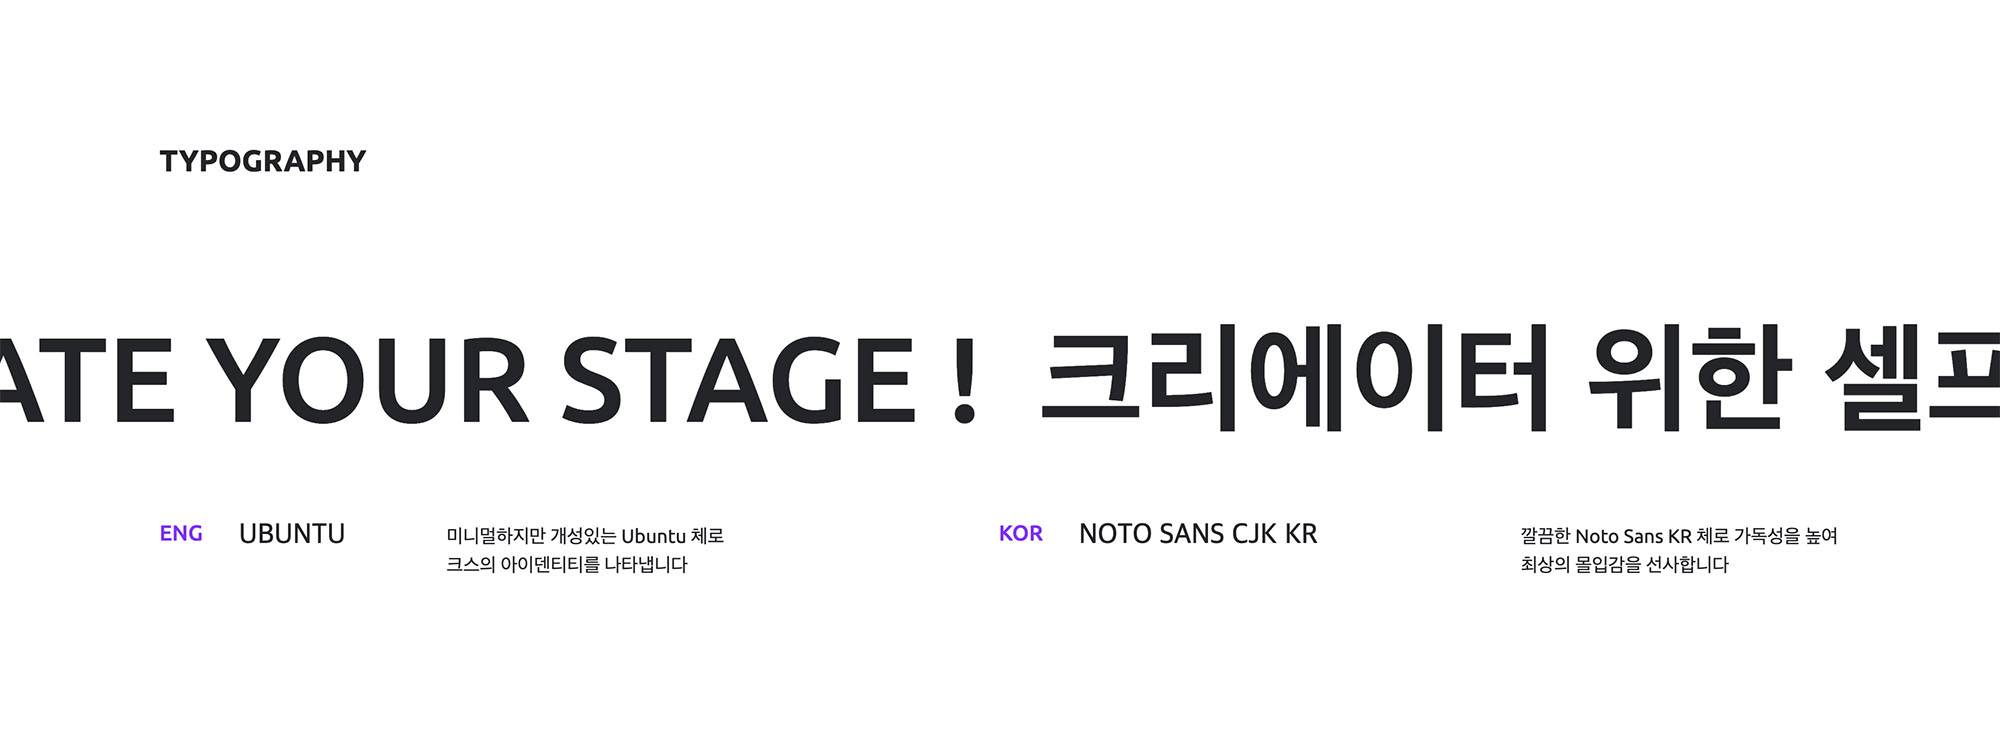 TYPOGRAPHY
ATE YOUR STAGE ! 크리에이터 위한 셀프
ENG UBUNTU
미니멀하지만 개성있는 Ubuntu 체로
크스의 아이덴티티를 나타냅니다
KOR NOTO SANS CJK KR
깔끔한 Noto Sans KR 체로 가독성을 높여
최상의 몰입감을 선사합니다